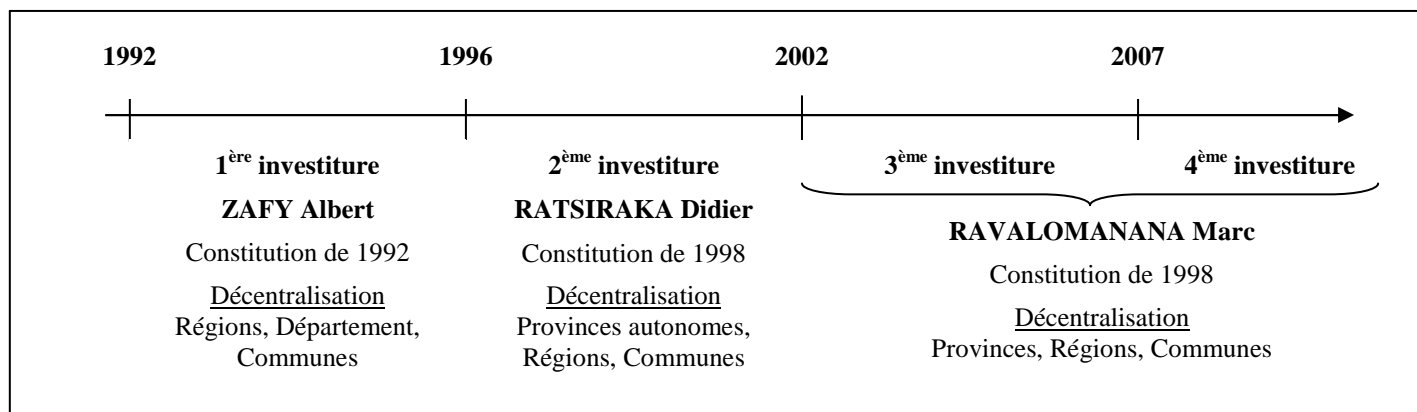 1992 1996 2002 2007
1ère investiture 2ème investiture 3ème investiture 4ème investiture
ZAFY Albert
Constitution de 1992
Décentralisation
Régions, Département,
Communes
RATSIRAKA Didier
Constitution de 1998
Décentralisation
Provinces autonomes,
Régions, Communes
RAVALOMANANA Marc
Constitution de 1998
Décentralisation
Provinces, Régions, Communes